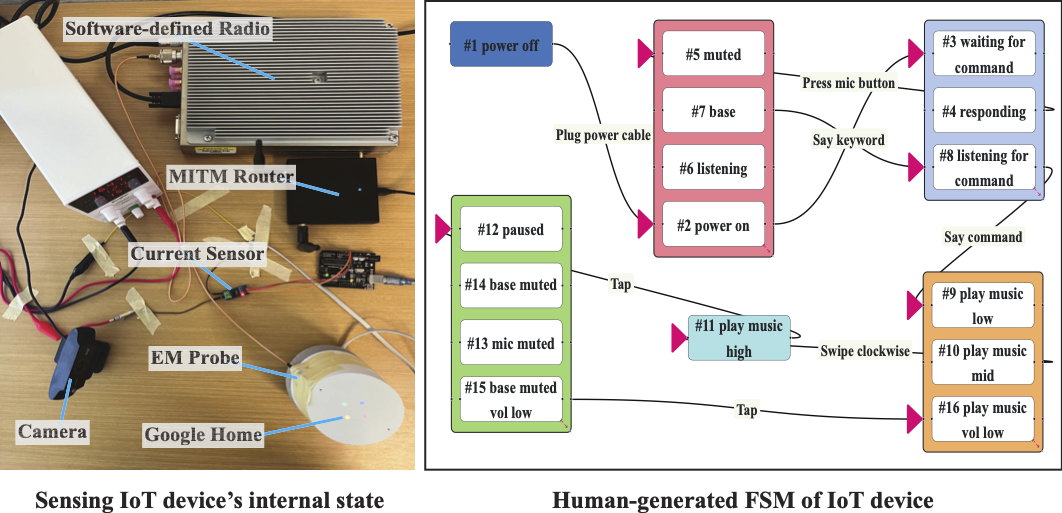 Software-defined Radio
MITM Router
Current Sensor
EM Probe
Camera
Google Home
Sensing IoT device's internal state
#1 power off
Plug power cable
#5 muted
#7 base
#6 listening
#2 power on
Press mic button
Say keyword
#3 waiting for
command
#4 responding
#8 listening for
command
Say command
#12 paused
#14 base muted
#13 mic muted
#15 base muted
vol low
Tap
#11 play music
high
Swipe clockwise
Tap
#9 play music
low
#10 play music
mid
#16 play music
vol low
Human-generated FSM of IoT device